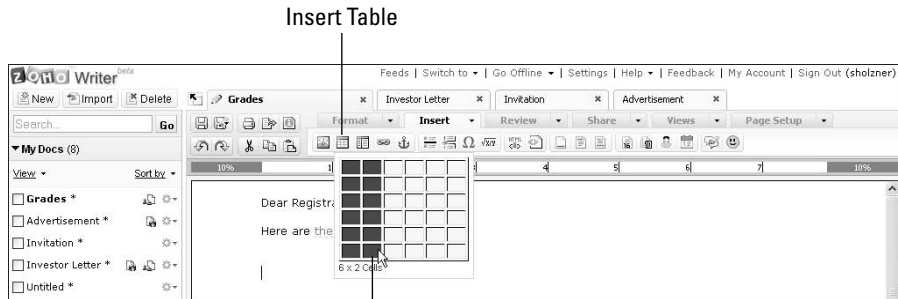 Insert Table
ZOHO Writer beta
Feeds | Switch to | Go Offline | Settings | Help | Feedback | My Account | Sign Out (sholzner)
New Import Delete
Grades × Investor Letter × Invitation × Advertisement ×
Search... Go
Format Insert Review Share Views Page Setup
My Docs (8)
HTML
View Sort by
10% 1 4 5 6 7 10%
Grades *
Dear Registra
Advertisement *
Here are the
Invitation *
Investor Letter *
6 x 2 Cells
Untitled *